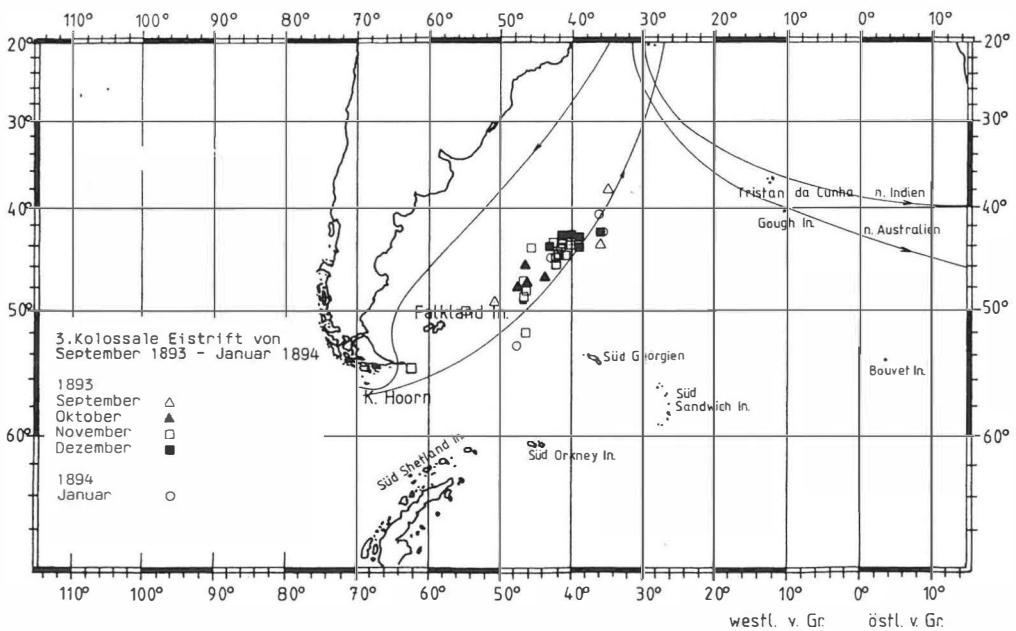 110° 100° 90° 80° 70° 60° 50° 40° 30° 20° 10° 0° 10°
20° 20°
30° 30°
Tristan da Cunha n. Indien
40° 40°
Gough In. n. Australien
50° Falkland In. 50°
3.Kolossale Eistrift von
September 1893 - Januar 1894
1893
September
Oktober
November
Dezember
1894
Januar
K. Hoorn
Süd Georgien
Bouvet In.
Süd
Sandwich In.
60° 60°
Süd Shetland In.
Süd Orkney In.
110° 100° 90° 80° 70° 60° 50° 40° 30° 20° 10° 0° 10°
westl. v. Gr. östl. v. Gr.